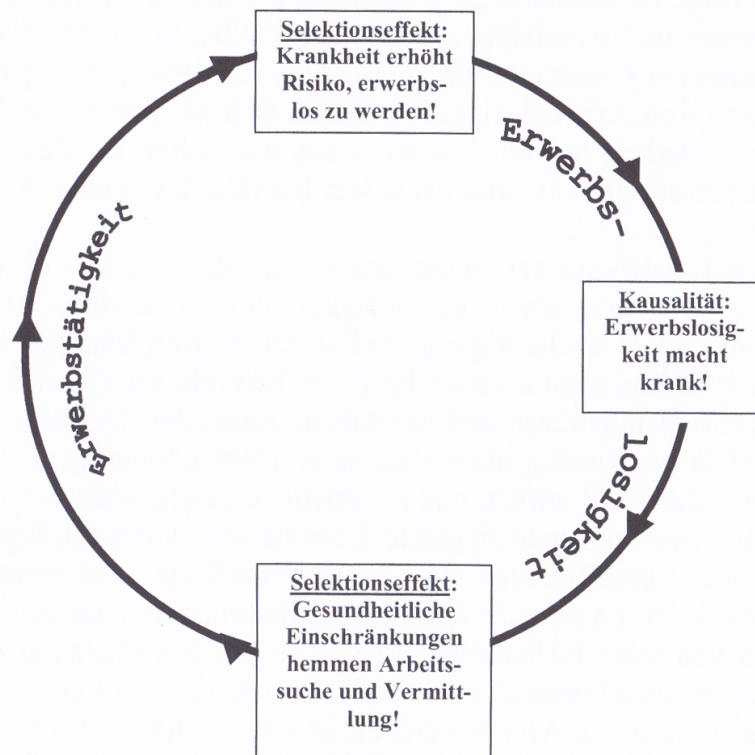 Selektionseffekt:
Krankheit erhöht
Risiko, erwerbs-
los zu werden!
Erwerbs-
Kausalität:
Erwerbslosig-
keit macht
krank!
losigkeit
Selektionseffekt:
Gesundheitliche
Einschränkungen
hemmen Arbeits-
suche und Vermitt-
lung!
Erwerbstätigkeit